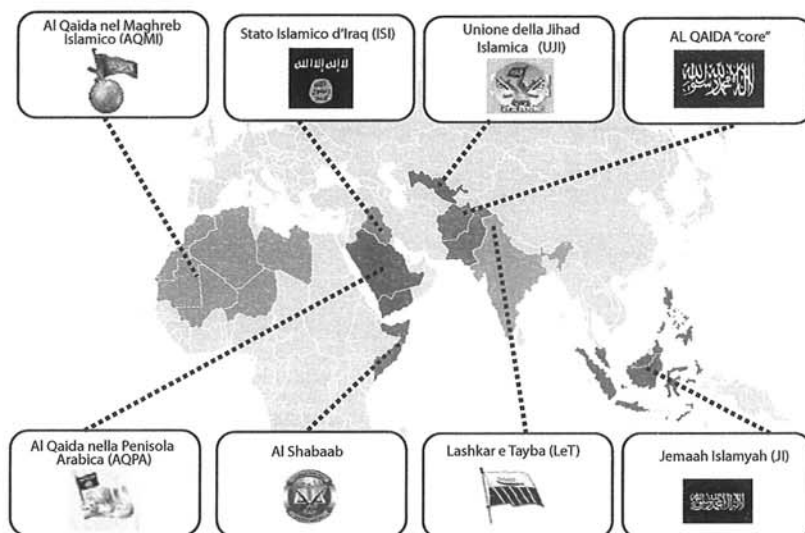 Al Qaida nel Maghreb
Islamico (AQMI)
Stato Islamico d'Iraq (ISI)
Unione della Jihad
Islamica (UJI)
AL QAIDA "core"
Al Qaida nella Penisola
Arabica (AQPA)
Al Shabaab
Lashkar e Tayba (LeT)
Jemaah Islamyah (JI)